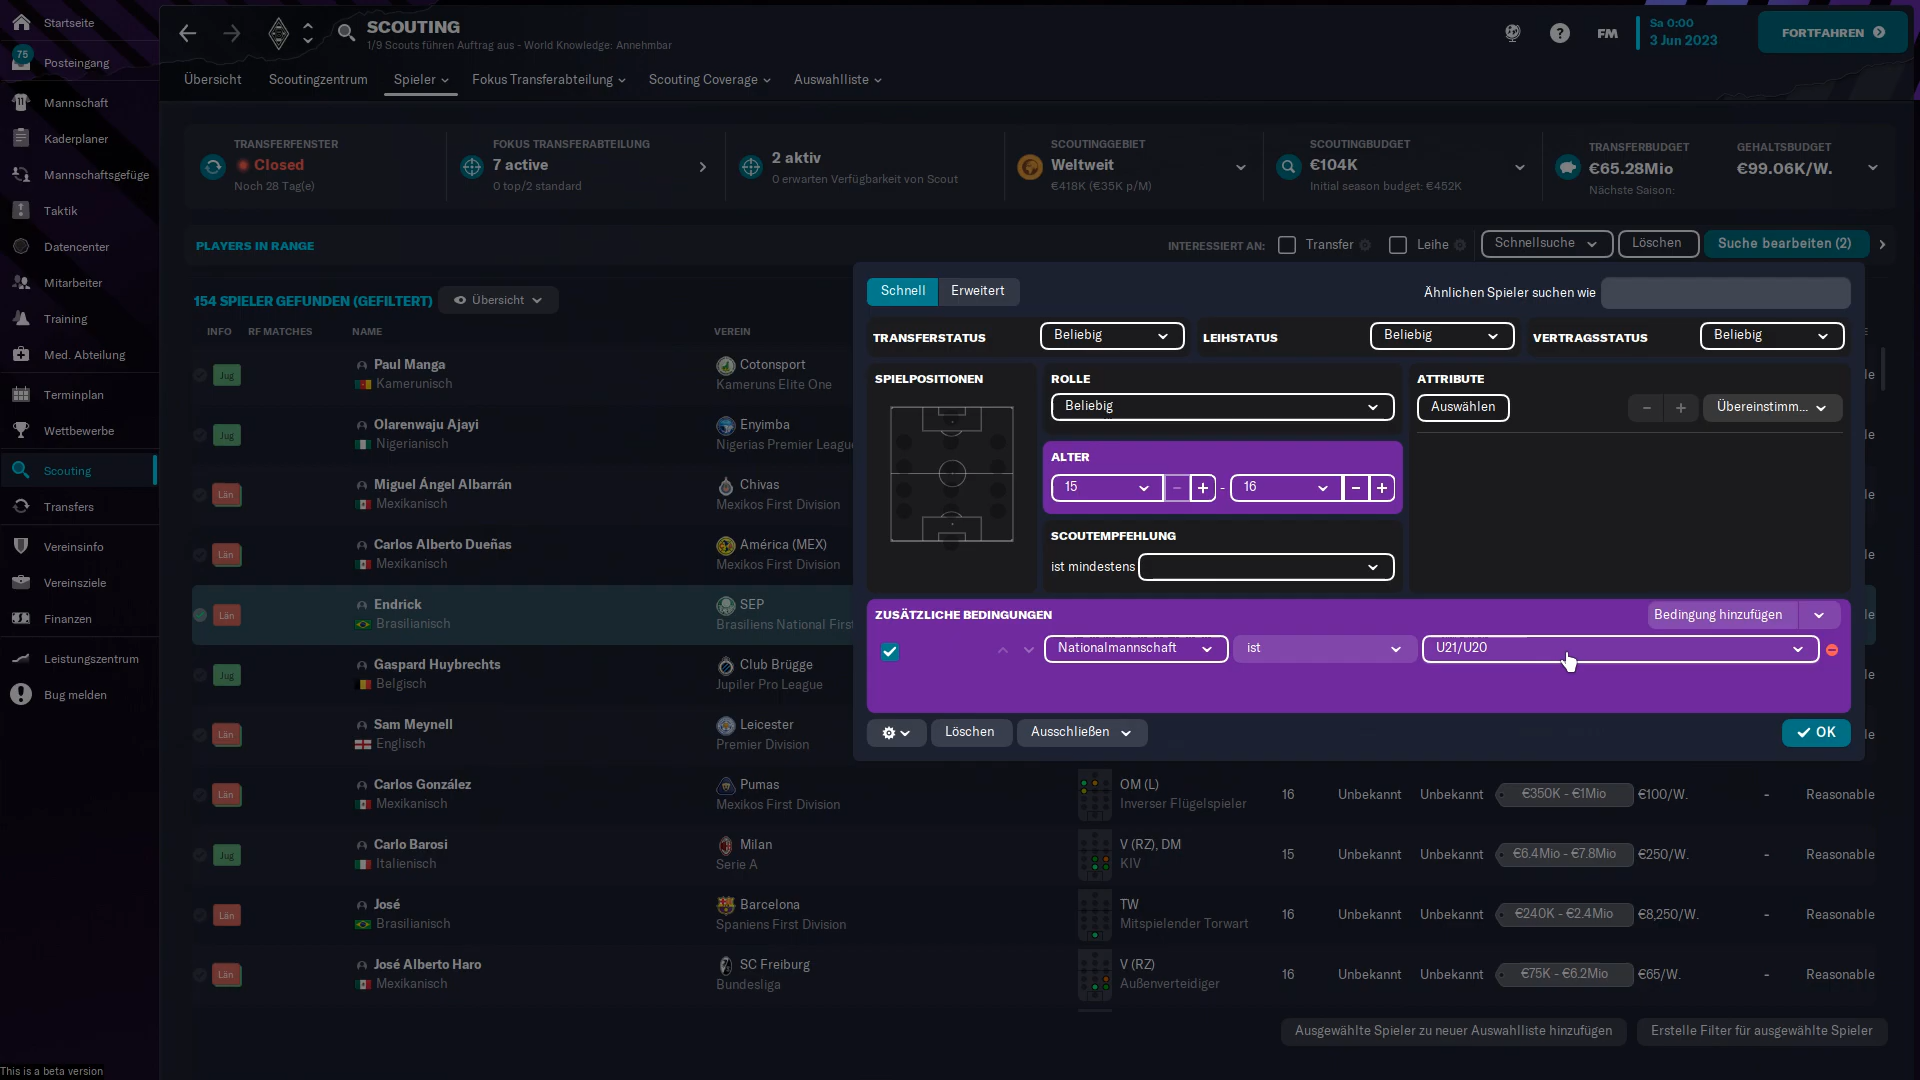 Startseite
75
Posteingang
Mannschaft
Kaderplaner
Mannschaftsgefüge
Taktik
Datencenter
Mitarbeiter
Training
Med. Abteilung
Terminplan
Wettbewerbe
Scouting
Transfers
Vereinsinfo
Vereinsziele
Finanzen
Leistungszentrum
Bug melden
This is a beta version
SCOUTING
1/9 Scouts führen Auftrag aus - World Knowledge: Annehmbar
FM
Sa 0:00
3 Jun 2023
FORTFAHREN
Übersicht
Scoutingzentrum
Spieler
Fokus Transferabteilung
Scouting Coverage
Auswahlliste
TRANSFERFENSTER
Closed
Noch 28 Tag(e)
FOKUS TRANSFERABTEILUNG
7 active
0 top/2 standard
2 aktiv
0 erwarten Verfügbarkeit von Scout
SCOUTINGGEBIET
Weltweit
€418K (€35K p/M)
SCOUTINGBUDGET
€104K
Initial season budget: €452K
TRANSFERBUDGET
€65.28Mio
Nächste Saison:
GEHALTSBUDGET
€99.06K/W.
PLAYERS IN RANGE
INTERESSIERT AN:
Transfer
Leihe
Schnellsuche
Löschen
Suche bearbeiten (2)
154 SPIELER GEFUNDEN (GEFILTERT)
Übersicht
INFO RF MATCHES NAME VEREIN
Jug Paul Manga Cotonsport
Kamerunisch Kameruns Elite One
Jug Olarenwaju Ajayi Enyimba
Nigerianisch Nigerias Premier League
Län Miguel Ángel Albarrán Chivas
Mexikanisch Mexikos First Division
Län Carlos Alberto Dueñas América (MEX)
Mexikanisch Mexikos First Division
Län Endrick SEP
Brasilianisch Brasiliens National First
Jug Gaspard Huybrechts Club Brügge
Belgisch Jupiler Pro League
Län Sam Meynell Leicester
Englisch Premier Division
Län Carlos González Pumas OM (L) 16 Unbekannt Unbekannt €350K - €1Mio €100/W. - Reasonable
Mexikanisch Mexikos First Division Inverser Flügelspieler
Jug Carlo Barosi Milan V (RZ), DM 15 Unbekannt Unbekannt €6.4Mio - €7.8Mio €250/W. - Reasonable
Italienisch Serie A KIV
Län José Barcelona TW 16 Unbekannt Unbekannt €240K - €2.4Mio €8,250/W. - Reasonable
Brasilianisch Spaniens First Division Mitspielender Torwart
Län José Alberto Haro SC Freiburg V (RZ) 16 Unbekannt Unbekannt €75K - €6.2Mio €65/W. - Reasonable
Mexikanisch Bundesliga Außenverteidiger
Schnell
Erweitert
Ähnlichen Spieler suchen wie
TRANSFERSTATUS
Beliebig
LEIHSTATUS
Beliebig
VERTRAGSSTATUS
Beliebig
SPIELPOSITIONEN
ROLLE
Beliebig
ALTER
15 - + - 16 - +
SCOUTEMPFEHLUNG
ist mindestens
ATTRIBUTE
Auswählen
- +
Übereinstimm...
ZUSÄTZLICHE BEDINGUNGEN
Bedingung hinzufügen
Nationalmannschaft
ist
U21/U20
Löschen
Ausschließen
OK
Ausgewählte Spieler zu neuer Auswahlliste hinzufügen
Erstelle Filter für ausgewählte Spieler